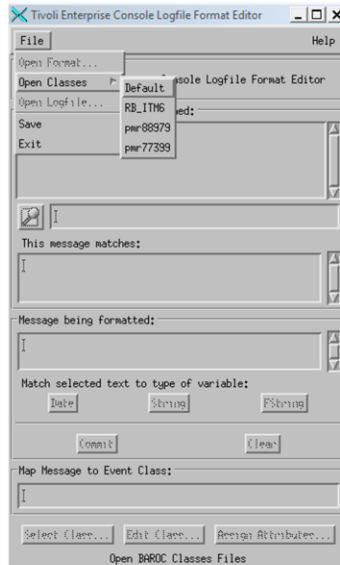 Tivoli Enterprise Console Logfile Format Editor
File Help
Open Format...
Open Classes
Open Logfile...
Save
Exit
Default
RB_ITM6
pmr88979
pmr77399
nsole Logfile Format Editor
ed:
This message matches:
Message being formatted:
Match selected text to type of variable:
Date String FString
Commit Clear
Map Message to Event Class:
Select Class... Edit Class... Assign Attributes...
Open BAROC Classes Files